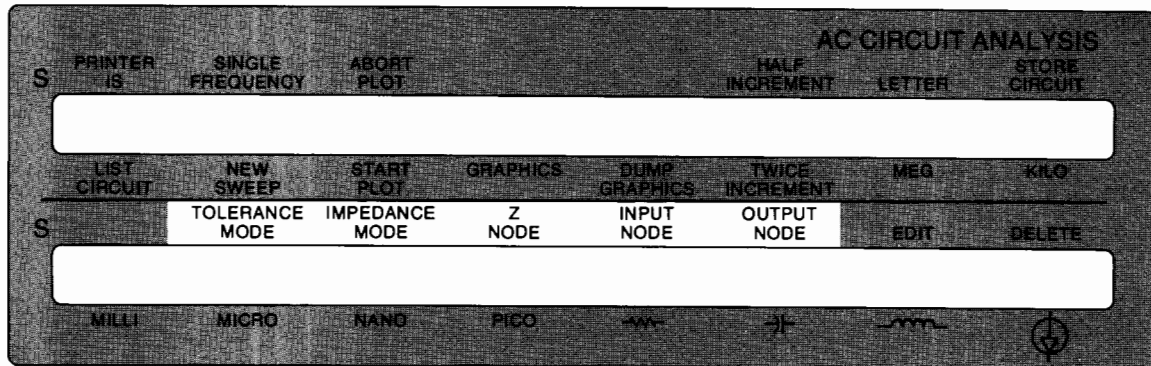 AC CIRCUIT ANALYSIS
S PRINTER IS SINGLE FREQUENCY ABORT PLOT HALF INCREMENT LETTER STORE CIRCUIT
LIST CIRCUIT NEW SWEEP START PLOT GRAPHICS DUMP GRAPHICS TWICE INCREMENT MEG KILO
S TOLERANCE MODE IMPEDANCE MODE Z NODE INPUT NODE OUTPUT NODE EDIT DELETE
MILLI MICRO NANO PICO